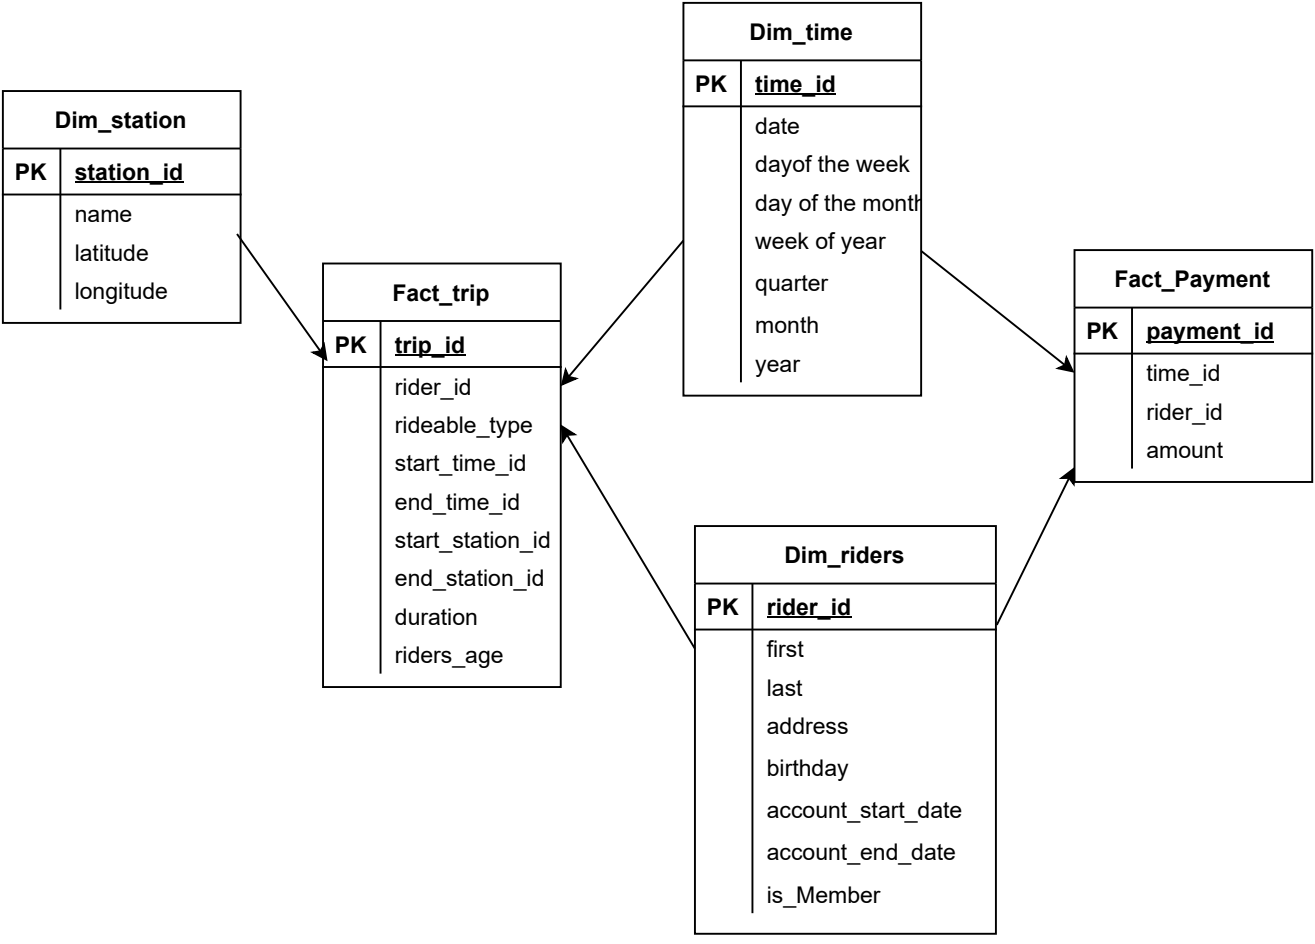 Dim_time
PK time_id
date
dayof the week
day of the month
week of year
quarter
month
year
Dim_station
PK station_id
name
latitude
longitude
Fact_trip
PK trip_id
rider_id
rideable_type
start_time_id
end_time_id
start_station_id
end_station_id
duration
riders_age
Fact_Payment
PK payment_id
time_id
rider_id
amount
Dim_riders
PK rider_id
first
last
address
birthday
account_start_date
account_end_date
is_Member